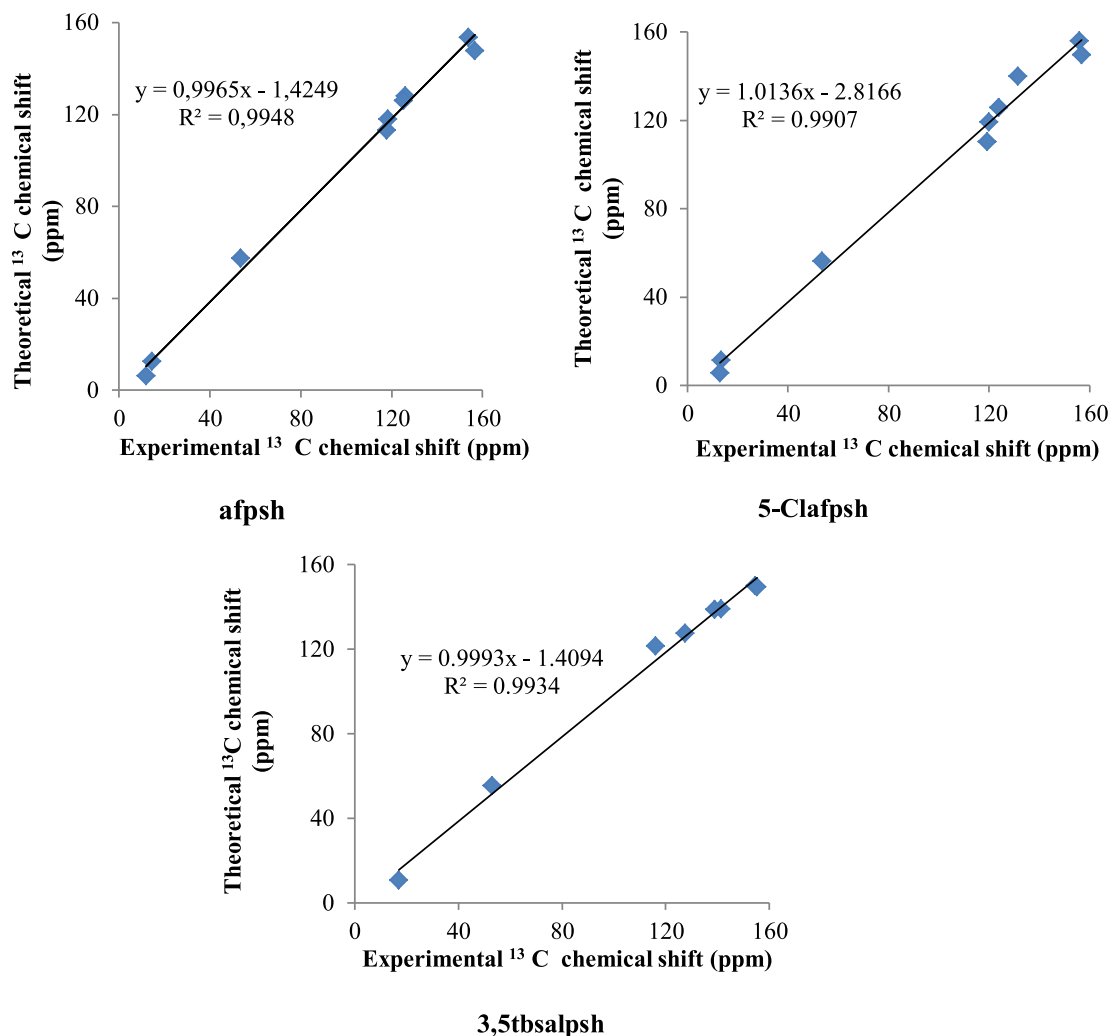 160
120
80
40
0
Theoretical ¹³ C chemical shift
(ppm)
y = 0,9965x - 1,4249
R² = 0,9948
0 40 80 120 160
Experimental ¹³ C chemical shift (ppm)
afpsh
160
120
80
40
0
Theoretical ¹³ C chemical shift
(ppm)
y = 1.0136x - 2.8166
R² = 0.9907
0 40 80 120 160
Experimental ¹³ C chemical shift (ppm)
5-Clafpsh
160
120
80
40
0
Theoretical ¹³C chemical shift
(ppm)
y = 0.9993x - 1.4094
R² = 0.9934
0 40 80 120 160
Experimental ¹³ C chemical shift (ppm)
3,5tbsalpsh